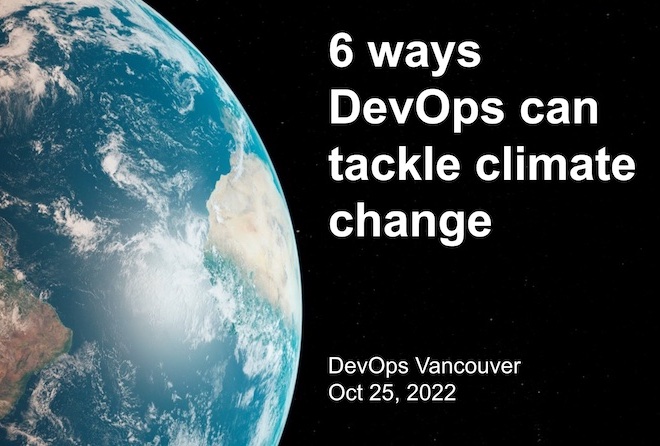 6 ways
DevOps can
tackle climate
change
DevOps Vancouver
Oct 25, 2022